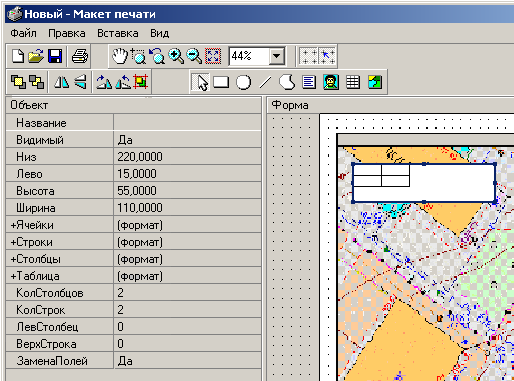 Новый - Макет печати
Файл Правка Вставка Вид
44%
Объект
Форма
Название
Видимый Да
Низ 220,0000
Лево 15,0000
Высота 55,0000
Ширина 110,0000
+Ячейки (формат)
+Строки (формат)
+Столбцы (формат)
+Таблица (формат)
КолСтолбцов 2
КолСтрок 2
ЛевСтолбец 0
ВерхСтрока 0
ЗаменаПолей Да